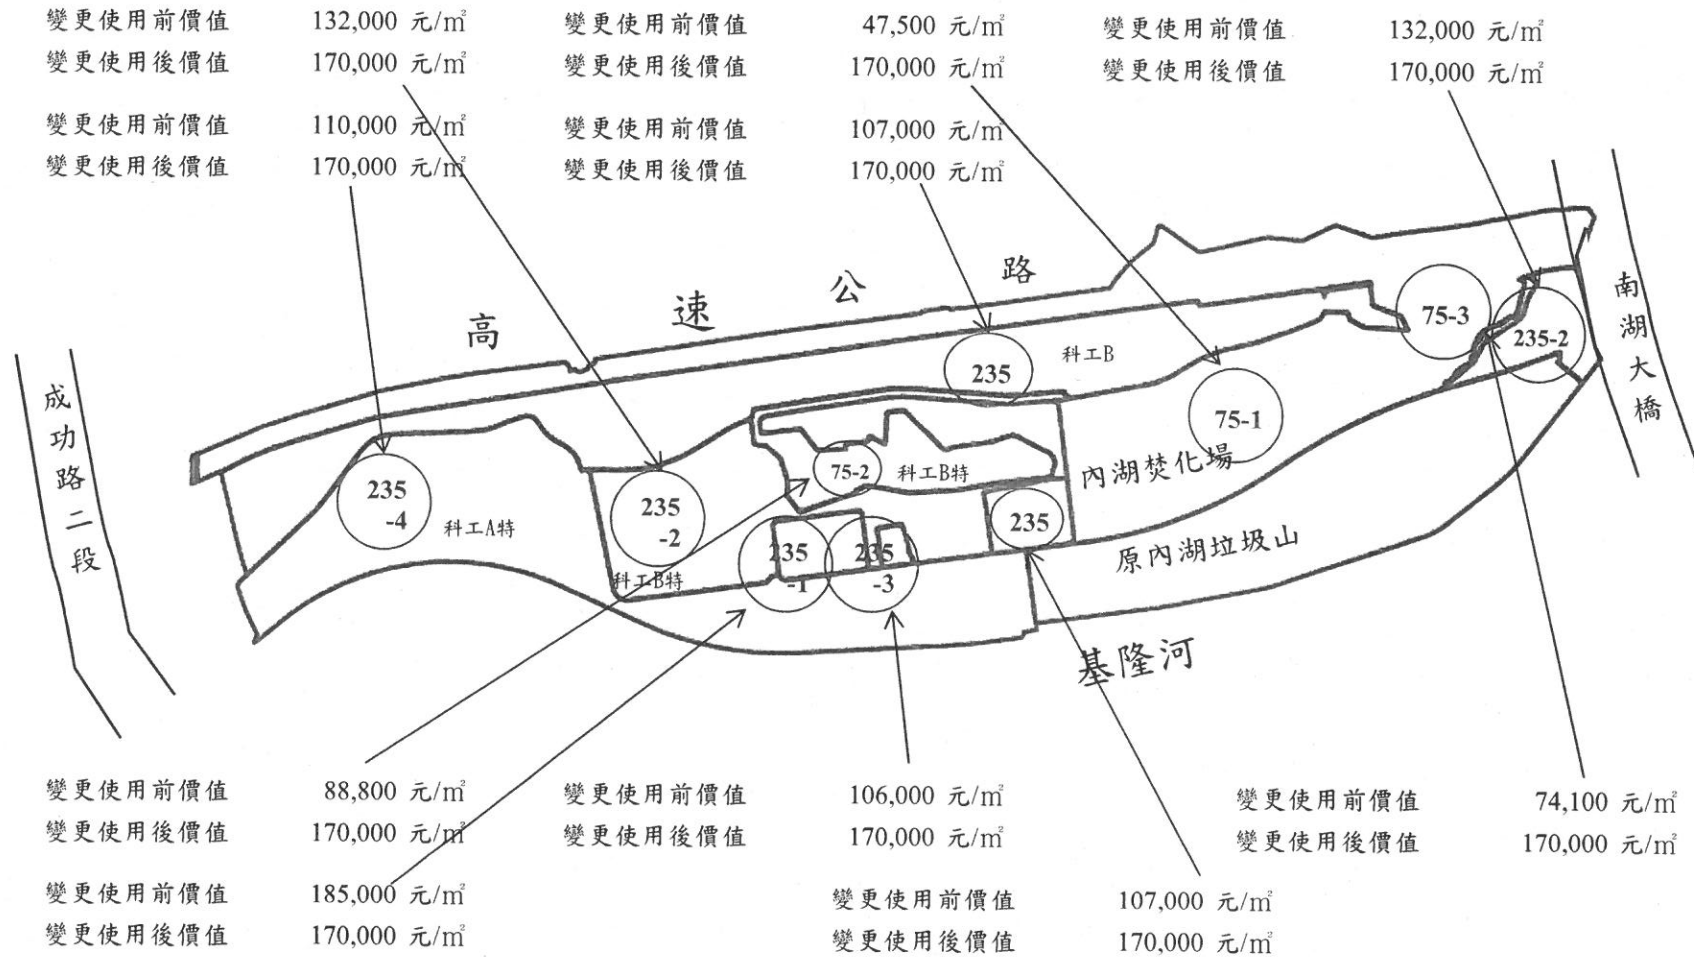 變更使用前價值 132,000 元/㎡ 變更使用前價值 47,500 元/㎡ 變更使用前價值 132,000 元/㎡
變更使用後價值 170,000 元/㎡ 變更使用後價值 170,000 元/㎡ 變更使用後價值 170,000 元/㎡
變更使用前價值 110,000 元/㎡ 變更使用前價值 107,000 元/㎡
變更使用後價值 170,000 元/㎡ 變更使用後價值 170,000 元/㎡
高速公路
南湖大橋
成功路二段
75-3
235-2
235
科工B
75-1
75-2
科工B特
內湖焚化場
235
-4
科工A特
235
-2
科工B特
235
-1
235
-3
235
原內湖垃圾山
基隆河
變更使用前價值 88,800 元/㎡ 變更使用前價值 106,000 元/㎡ 變更使用前價值 74,100 元/㎡
變更使用後價值 170,000 元/㎡ 變更使用後價值 170,000 元/㎡ 變更使用後價值 170,000 元/㎡
變更使用前價值 185,000 元/㎡ 變更使用前價值 107,000 元/㎡
變更使用後價值 170,000 元/㎡ 變更使用後價值 170,000 元/㎡